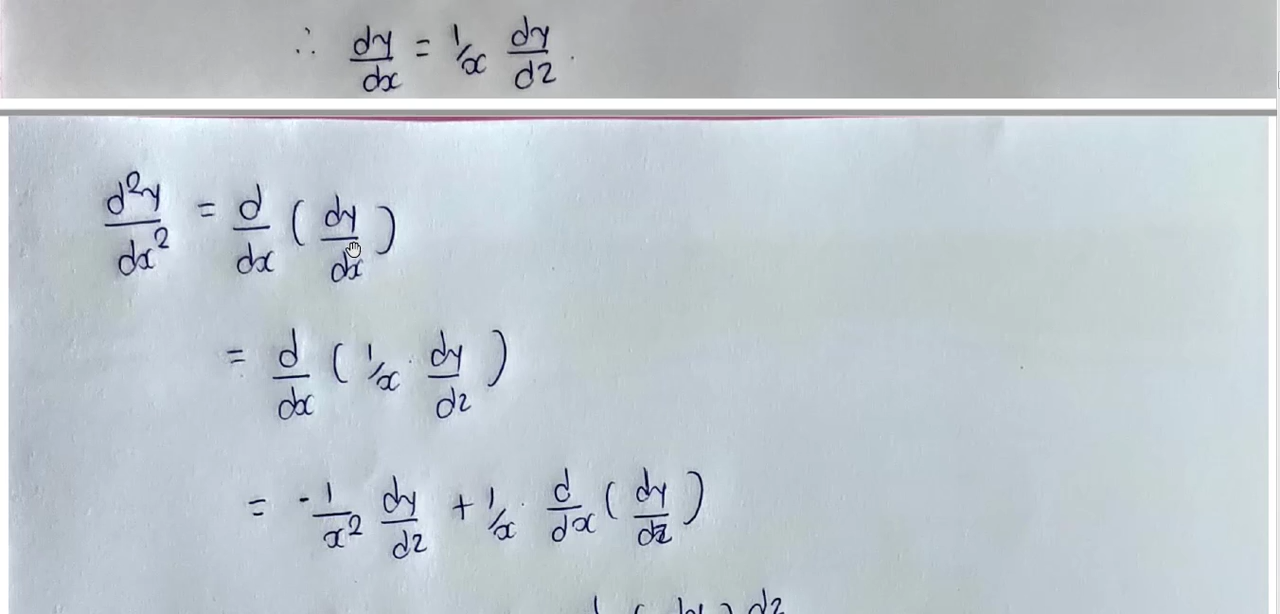 ∴ dy/dx = 1/x dy/dz.
d²y/dx² = d/dx (dy/dx)
= d/dx (1/x · dy/dz)
= -1/x² dy/dz + 1/x · d/dx (dy/dz)